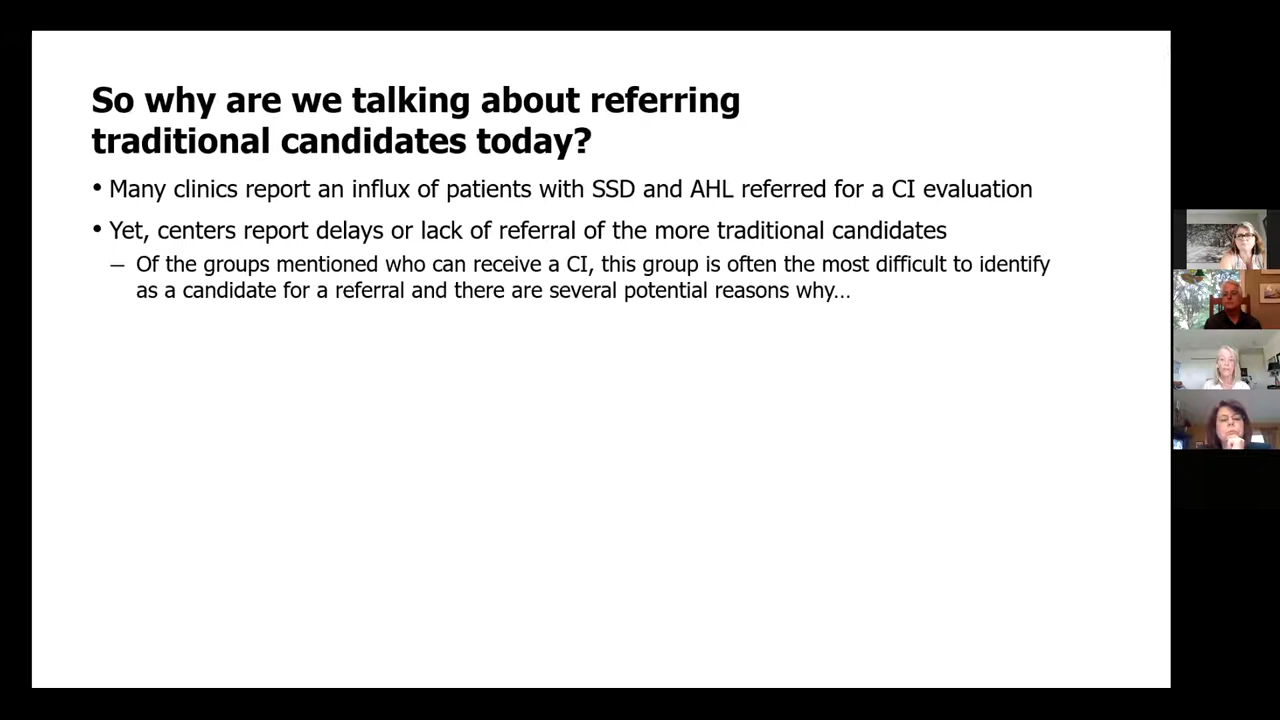 So why are we talking about referring
traditional candidates today?
• Many clinics report an influx of patients with SSD and AHL referred for a CI evaluation
• Yet, centers report delays or lack of referral of the more traditional candidates
– Of the groups mentioned who can receive a CI, this group is often the most difficult to identify
as a candidate for a referral and there are several potential reasons why…